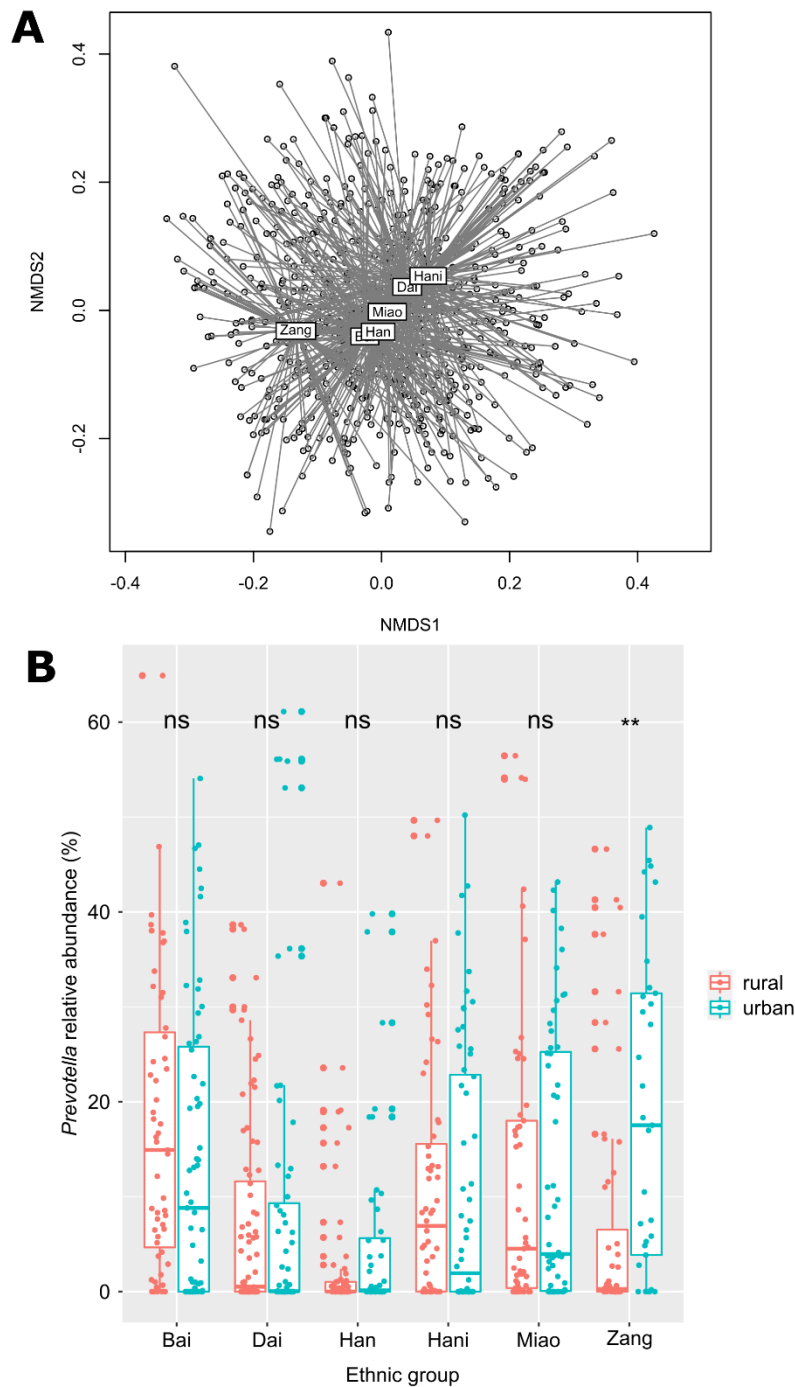 A
0.4
0.2
0.0
-0.2
NMDS2
Hani
Dai
Miao
Zang
Han
-0.4
-0.2
0.0
0.2
0.4
NMDS1
B
60
40
20
0
Prevotella relative abundance (%)
ns
ns
ns
ns
ns
**
rural
urban
Bai
Dai
Han
Hani
Miao
Zang
Ethnic group